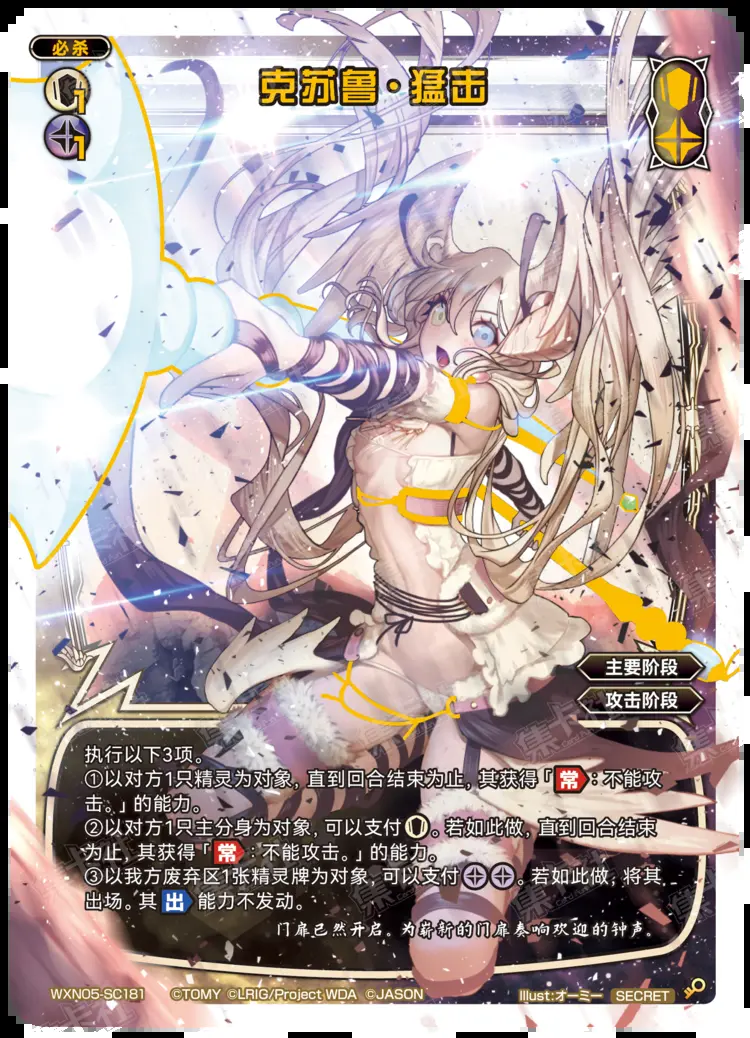 必杀
1
1
克苏鲁·猛击
主要阶段
攻击阶段
执行以下3项。
①以对方1只精灵为对象，直到回合结束为止，其获得「常：不能攻
击。」的能力。
②以对方1只主分身为对象，可以支付。若如此做，直到回合结束
为止，其获得「常：不能攻击。」的能力。
③以我方废弃区1张精灵牌为对象，可以支付。若如此做，将其
出场。其出能力不发动。
门扉已然开启。为崭新的门扉奏响欢迎的钟声。
WXN05-SC181 ©TOMY ©LRIG/Project WDA ©JASON Illust:オーミー SECRET